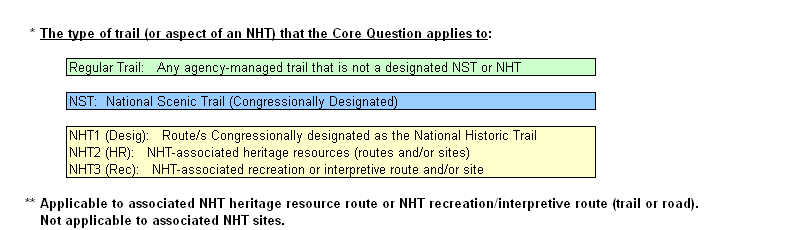 * The type of trail (or aspect of an NHT) that the Core Question applies to:
Regular Trail: Any agency-managed trail that is not a designated NST or NHT
NST: National Scenic Trail (Congressionally Designated)
NHT1 (Desig): Route/s Congressionally designated as the National Historic Trail
NHT2 (HR): NHT-associated heritage resources (routes and/or sites)
NHT3 (Rec): NHT-associated recreation or interpretive route and/or site
** Applicable to associated NHT heritage resource route or NHT recreation/interpretive route (trail or road).
Not applicable to associated NHT sites.